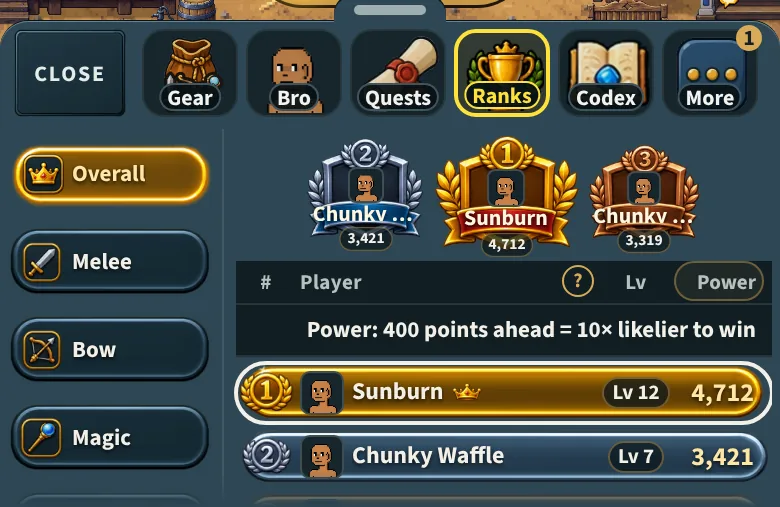 1
CLOSE
Gear
Bro
Quests
Ranks
Codex
More
Overall
Melee
Bow
Magic
2
Chunky ...
3,421
1
Sunburn
4,712
3
Chunky ...
3,319
# Player ? Lv Power
Power: 400 points ahead = 10× likelier to win
1 Sunburn Lv 12 4,712
2 Chunky Waffle Lv 7 3,421